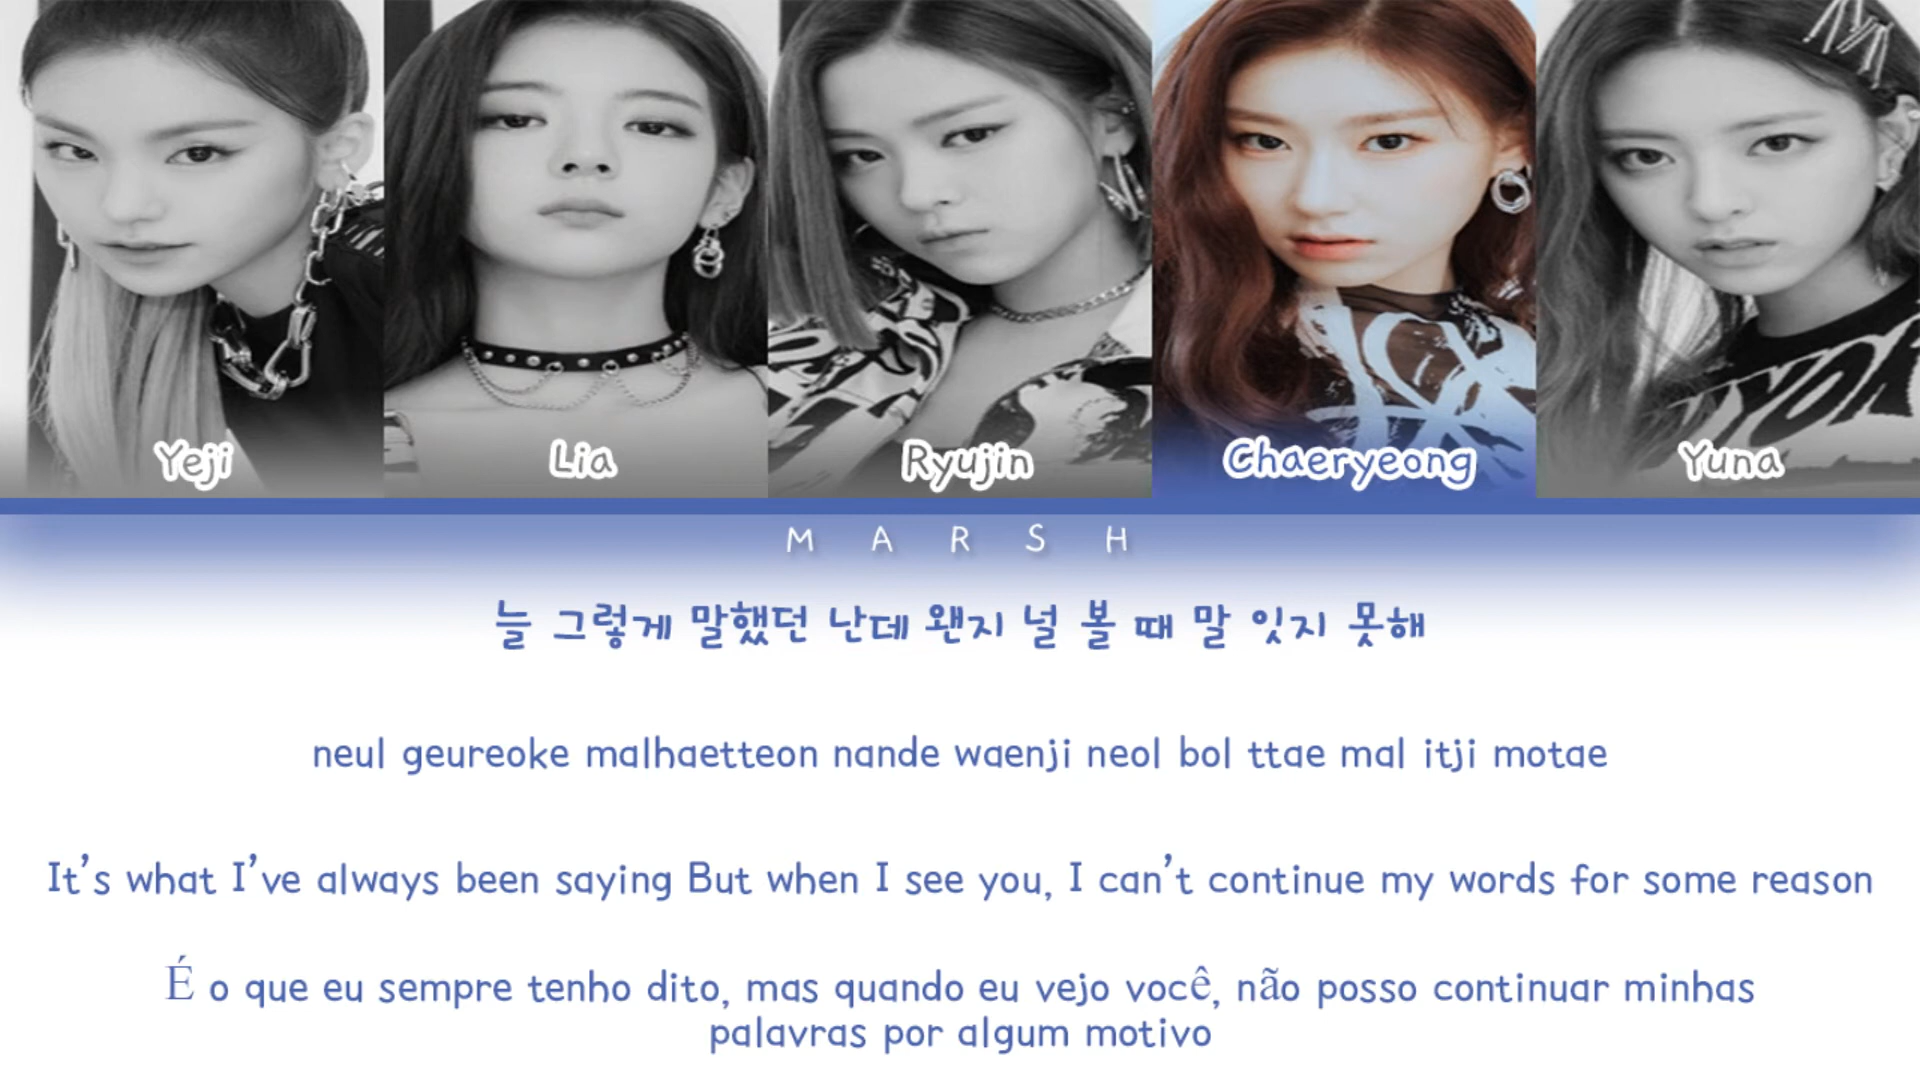 Yeji
Lia
Ryujin
Chaeryeong
Yuna
M A R S H
늘 그렇게 말했던 난데 왠지 널 볼 때 말 잇지 못해
neul geureoke malhaetteon nande waenji neol bol ttae mal itji motae
It's what I've always been saying But when I see you, I can't continue my words for some reason
É o que eu sempre tenho dito, mas quando eu vejo você, não posso continuar minhas
palavras por algum motivo